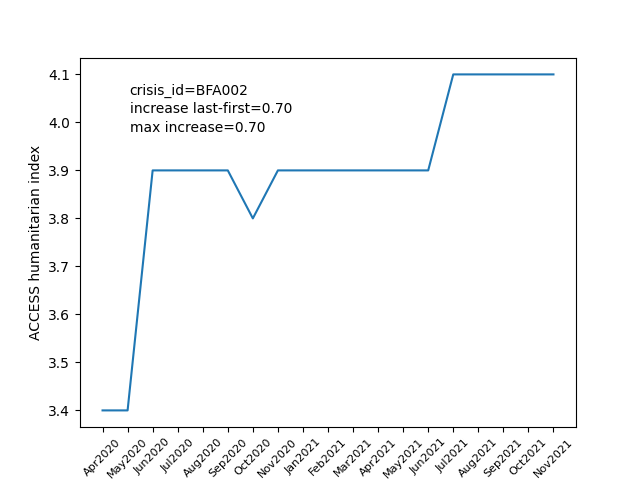 4.1
4.0
3.9
3.8
3.7
3.6
3.5
3.4
ACCESS humanitarian index
crisis_id=BFA002
increase last-first=0.70
max increase=0.70
Apr2020
May2020
Jun2020
Jul2020
Aug2020
Sep2020
Oct2020
Nov2020
Jan2021
Feb2021
Mar2021
Apr2021
May2021
Jun2021
Jul2021
Aug2021
Sep2021
Oct2021
Nov2021